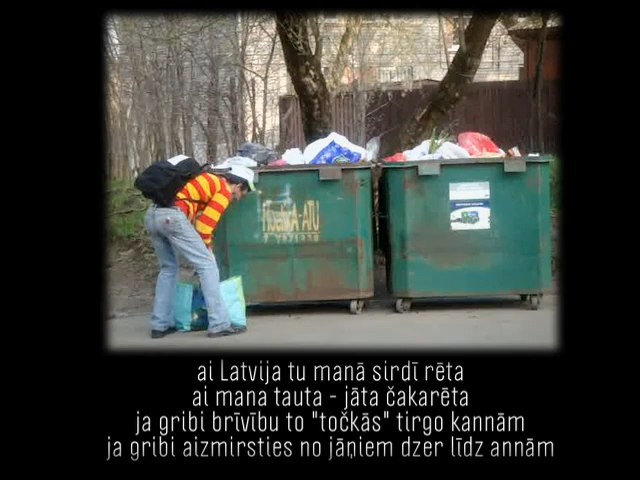 ai Latvija tu manā sirdī rēta
ai mana tauta - jāta čakarēta
ja gribi brīvību to "točkās" tirgo kannām
ja gribi aizmirsties no jāņiem dzer līdz annām